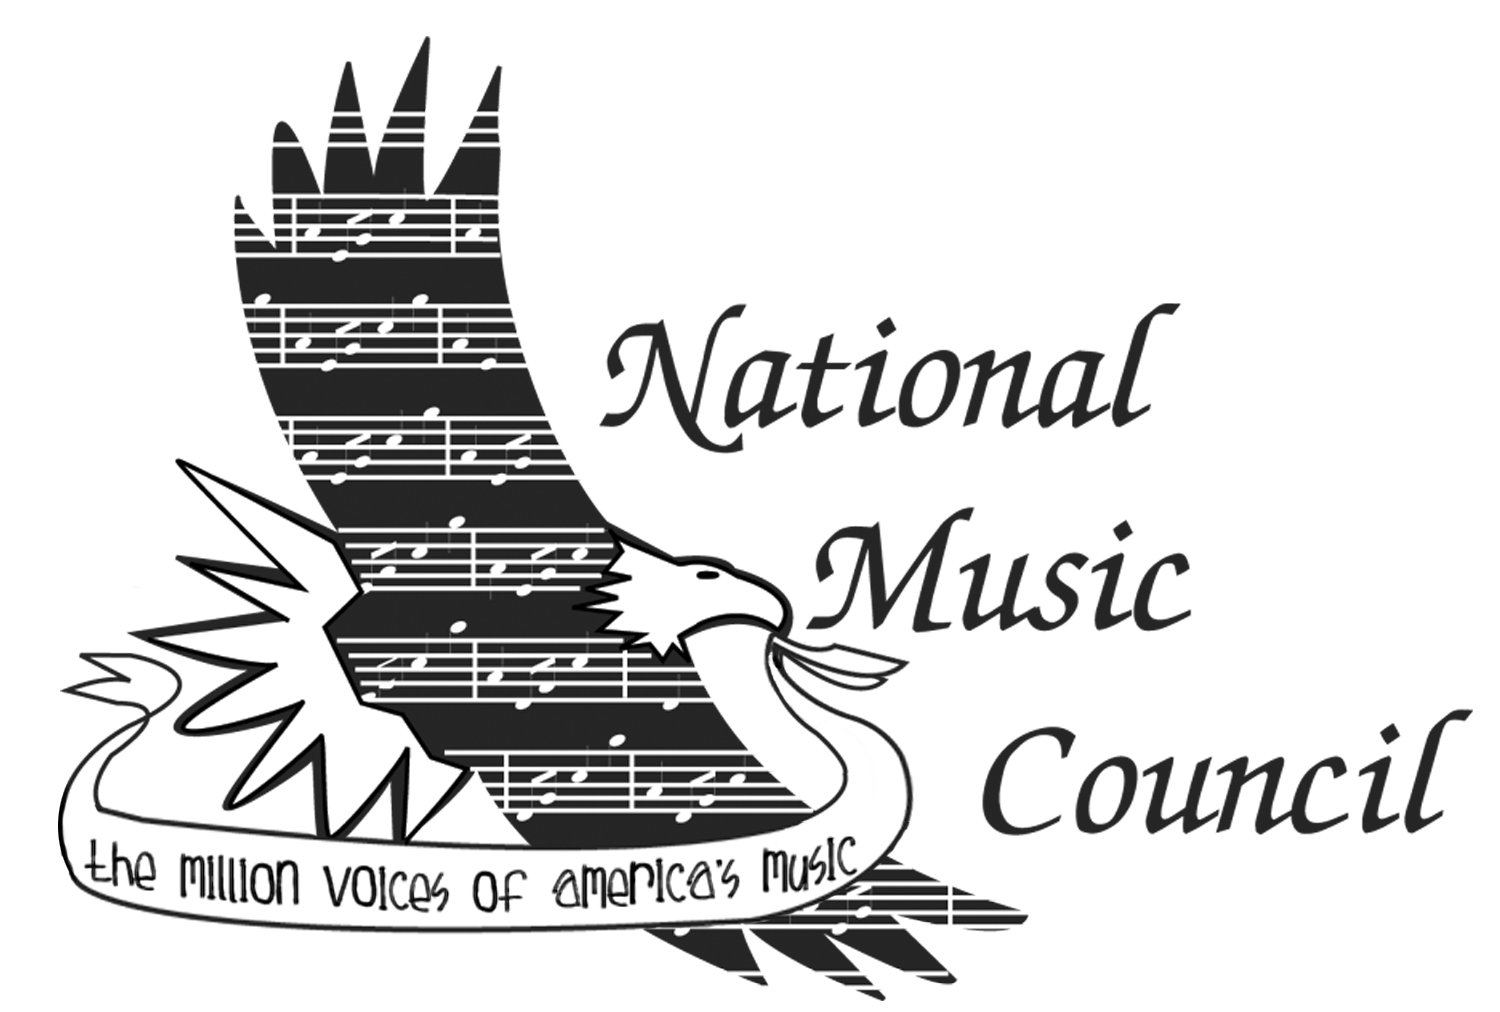 National
Music
Council
the million voices of america's music